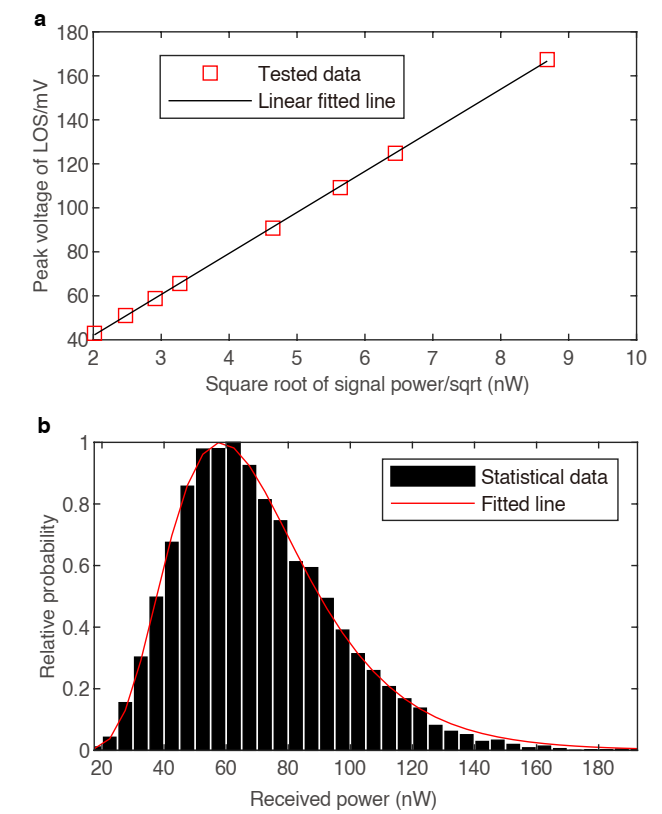 a
180
160
140
120
100
80
60
40
Peak voltage of LOS/mV
Tested data
Linear fitted line
2 3 4 5 6 7 8 9 10
Square root of signal power/sqrt (nW)
b
1
0.8
0.6
0.4
0.2
0
Relative probability
Statistical data
Fitted line
20 40 60 80 100 120 140 160 180
Received power (nW)